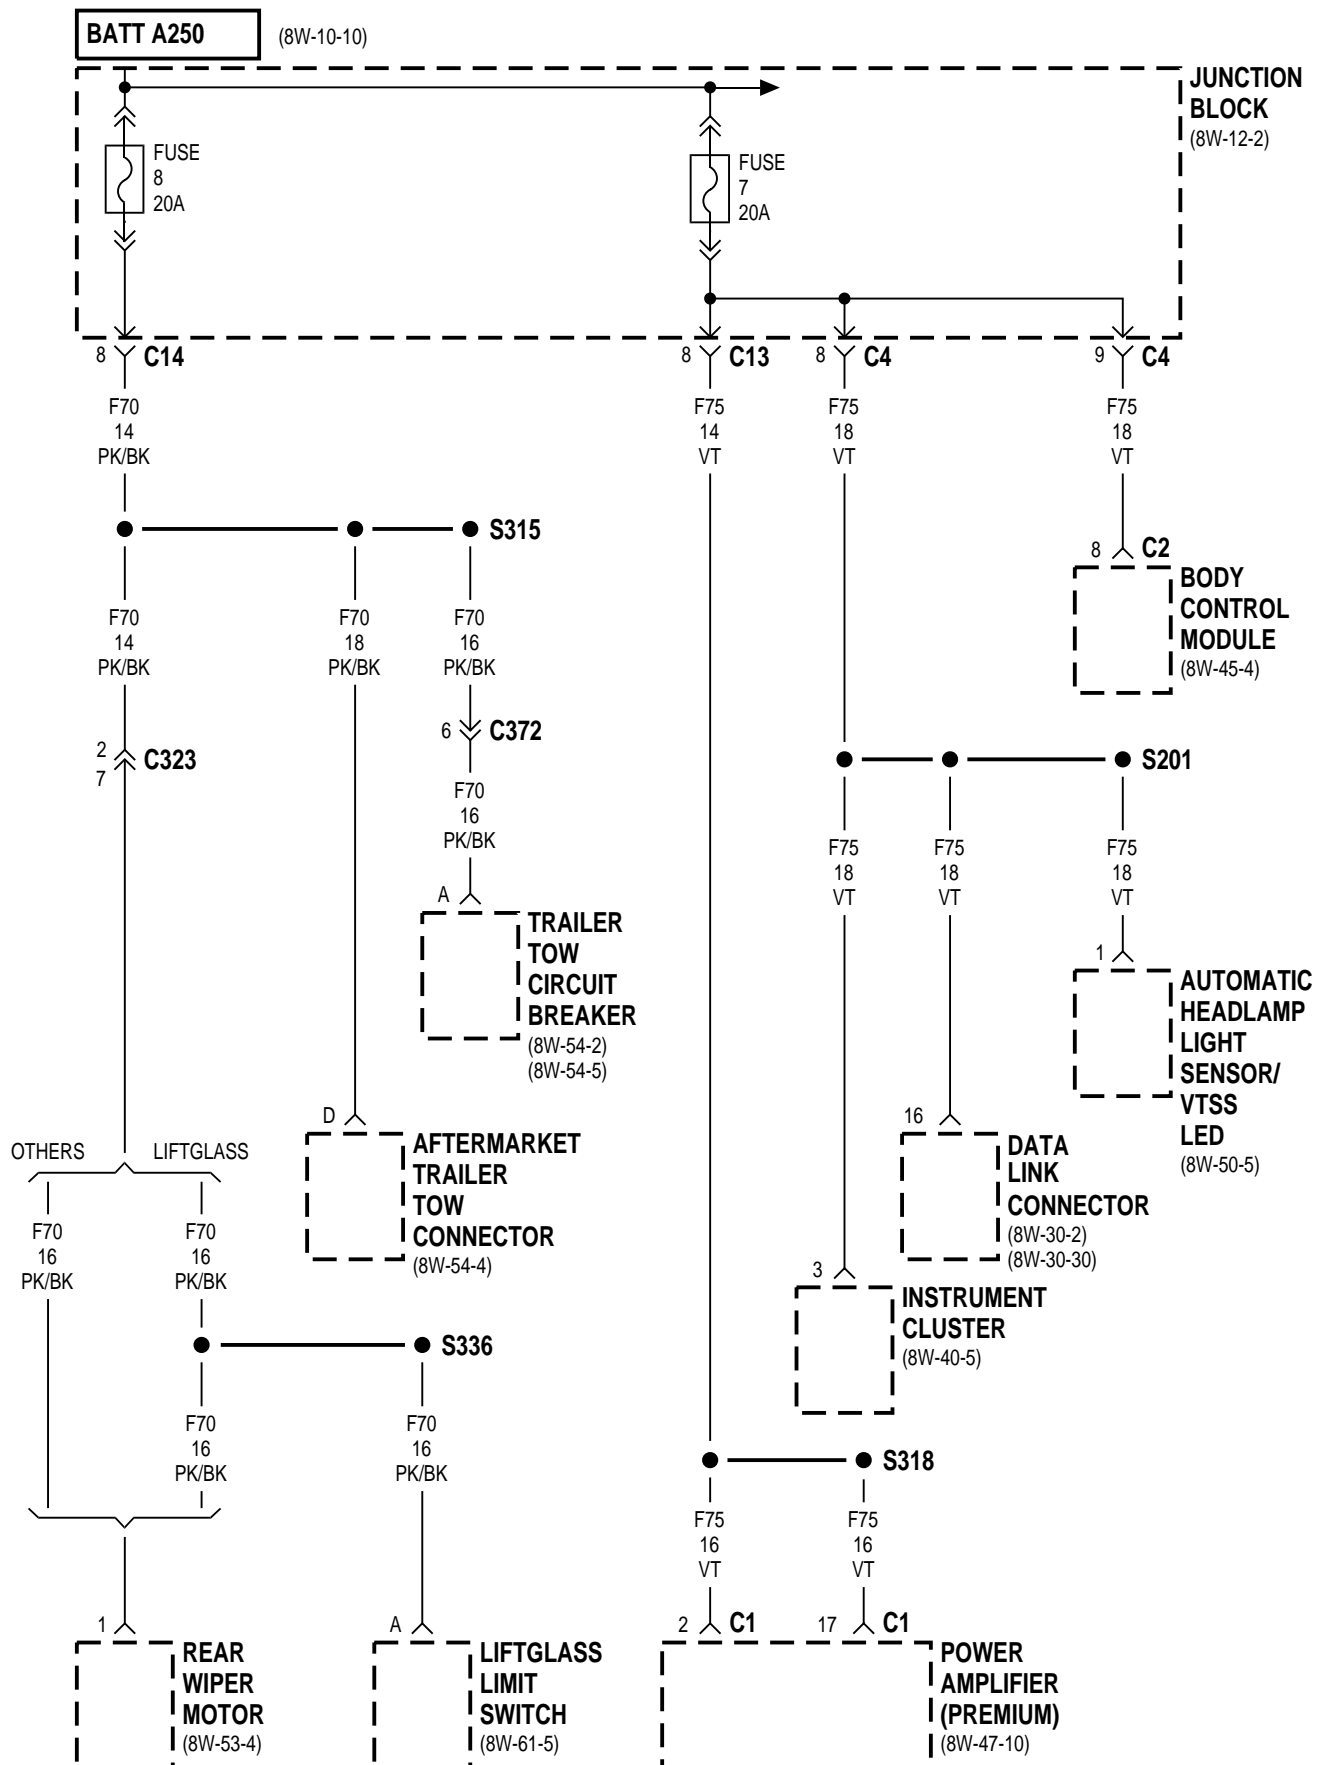 BATT A250 (8W-10-10)
JUNCTION
BLOCK
(8W-12-2)
FUSE
8
20A
FUSE
7
20A
8 C14
8 C13
8 C4
9 C4
F70
14
PK/BK
F75
14
VT
F75
18
VT
F75
18
VT
S315
8 C2
BODY
CONTROL
MODULE
(8W-45-4)
F70
14
PK/BK
F70
18
PK/BK
F70
16
PK/BK
6 C372
2
7
C323
S201
F70
16
PK/BK
F75
18
VT
F75
18
VT
F75
18
VT
A
TRAILER
TOW
CIRCUIT
BREAKER
(8W-54-2)
(8W-54-5)
1
AUTOMATIC
HEADLAMP
LIGHT
SENSOR/
VTSS
LED
(8W-50-5)
D
AFTERMARKET
TRAILER
TOW
CONNECTOR
(8W-54-4)
16
DATA
LINK
CONNECTOR
(8W-30-2)
(8W-30-30)
OTHERS LIFTGLASS
F70
16
PK/BK
F70
16
PK/BK
3
INSTRUMENT
CLUSTER
(8W-40-5)
S336
F70
16
PK/BK
F70
16
PK/BK
S318
F75
16
VT
F75
16
VT
1
REAR
WIPER
MOTOR
(8W-53-4)
A
LIFTGLASS
LIMIT
SWITCH
(8W-61-5)
2 C1
17 C1
POWER
AMPLIFIER
(PREMIUM)
(8W-47-10)